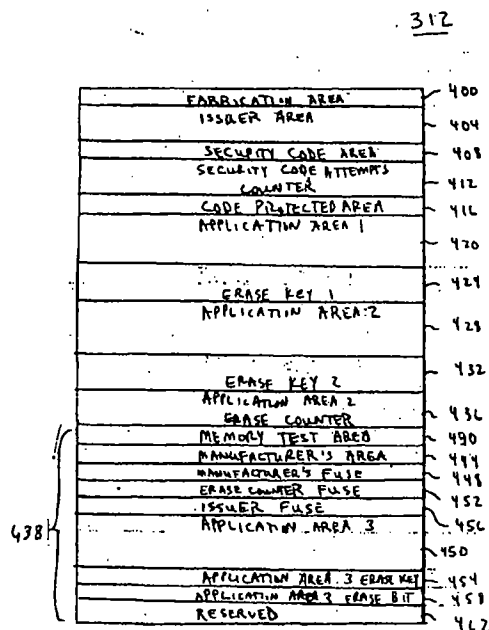 312
FABRICATION AREA 400
ISSUER AREA 404
SECURITY CODE AREA 408
SECURITY CODE ATTEMPTS
COUNTER 412
CODE PROTECTED AREA 416
APPLICATION AREA 1 420
ERASE KEY 1 424
APPLICATION AREA 2 428
ERASE KEY 2 432
APPLICATION AREA 2
ERASE COUNTER 436
MEMORY TEST AREA 440
MANUFACTURER'S AREA 444
MANUFACTURER'S FUSE 448
ERASE COUNTER FUSE 452
ISSUER FUSE 456
APPLICATION AREA 3
438 450
APPLICATION AREA 3 ERASE KEY 454
APPLICATION AREA 3 ERASE BIT 458
RESERVED 462